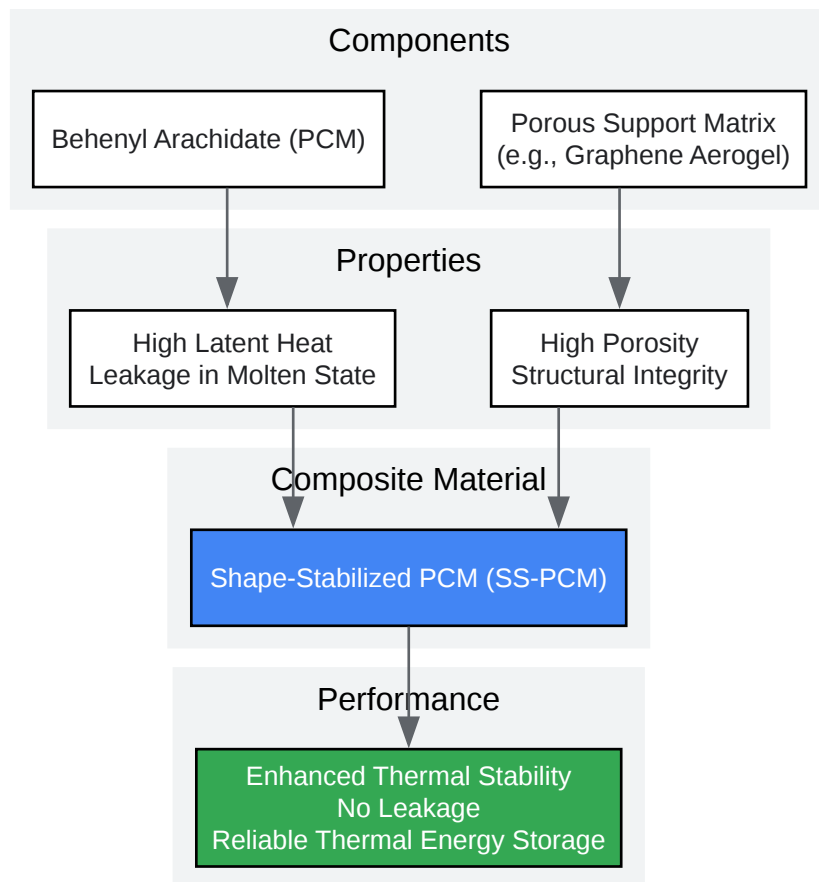 Components
Behenyl Arachidate (PCM)
Porous Support Matrix
(e.g., Graphene Aerogel)
Properties
High Latent Heat
Leakage in Molten State
High Porosity
Structural Integrity
Composite Material
Shape-Stabilized PCM (SS-PCM)
Performance
Enhanced Thermal Stability
No Leakage
Reliable Thermal Energy Storage